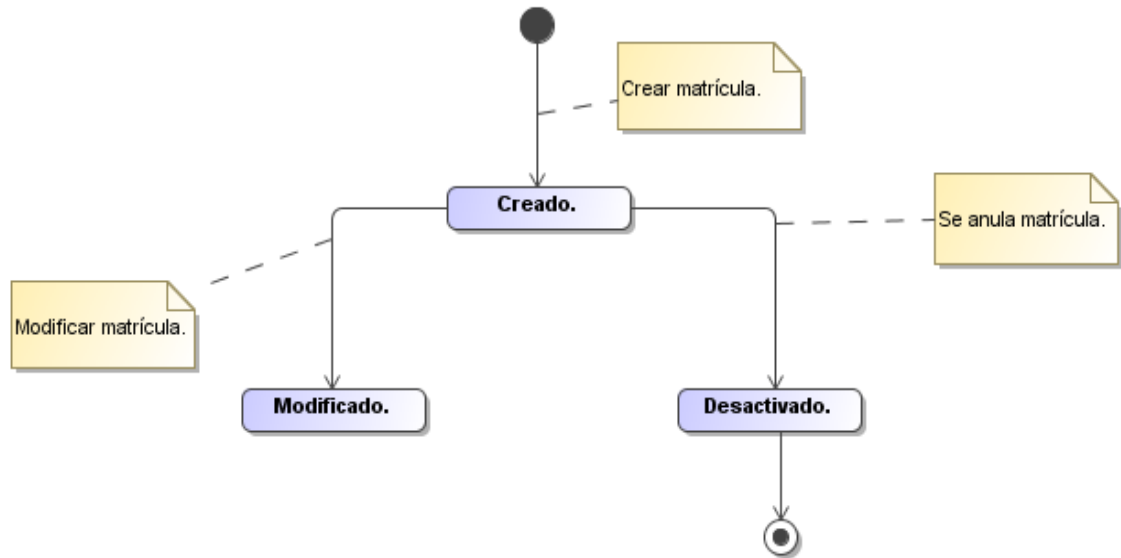 Crear matrícula.
Creado.
Se anula matrícula.
Modificar matrícula.
Modificado.
Desactivado.